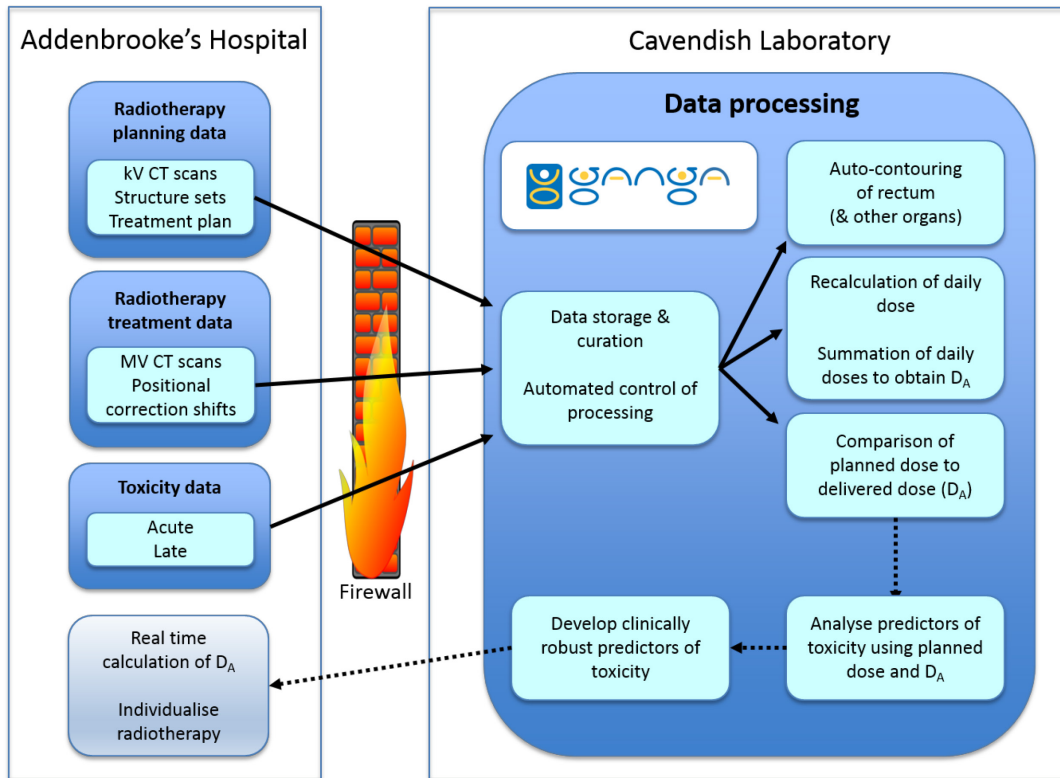 Addenbrooke's Hospital
Radiotherapy
planning data
kV CT scans
Structure sets
Treatment plan
Radiotherapy
treatment data
MV CT scans
Positional
correction shifts
Toxicity data
Acute
Late
Real time
calculation of DA
Individualise
radiotherapy
Firewall
Cavendish Laboratory
Data processing
ganga
Data storage &
curation
Automated control of
processing
Auto-contouring
of rectum
(& other organs)
Recalculation of daily
dose
Summation of daily
doses to obtain DA
Comparison of
planned dose to
delivered dose (DA)
Analyse predictors of
toxicity using planned
dose and DA
Develop clinically
robust predictors of
toxicity